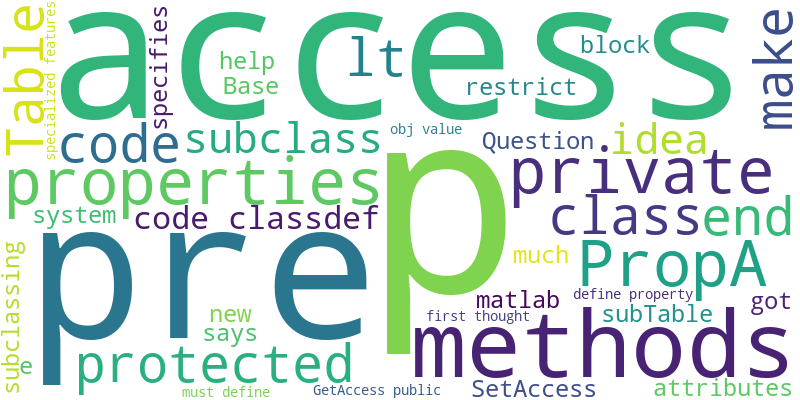 Table
specialized features
specifies
access
help
Base
lt
block
restrict
make
code
subclass
obj value
Question
idea
properties
p
private
system
code classdef
class
end
pre
much
PropA
subclassing
new
says
matlab
define property
got
first thought
subTable
methods
e
protected
must define
GetAccess public
SetAccess
attributes